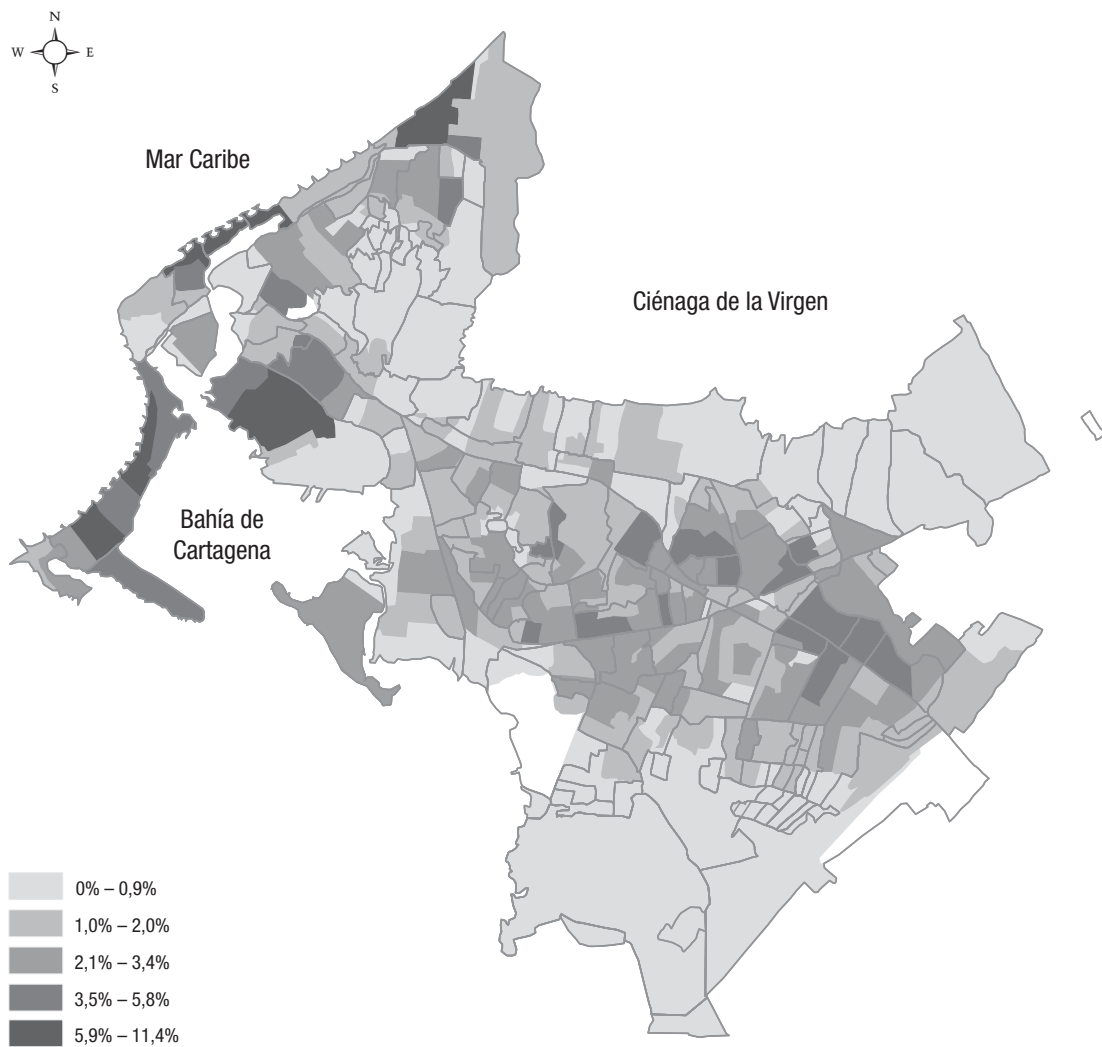 N
W E
S
Mar Caribe
Ciénaga de la Virgen
Bahía de
Cartagena
0% – 0,9%
1,0% – 2,0%
2,1% – 3,4%
3,5% – 5,8%
5,9% – 11,4%